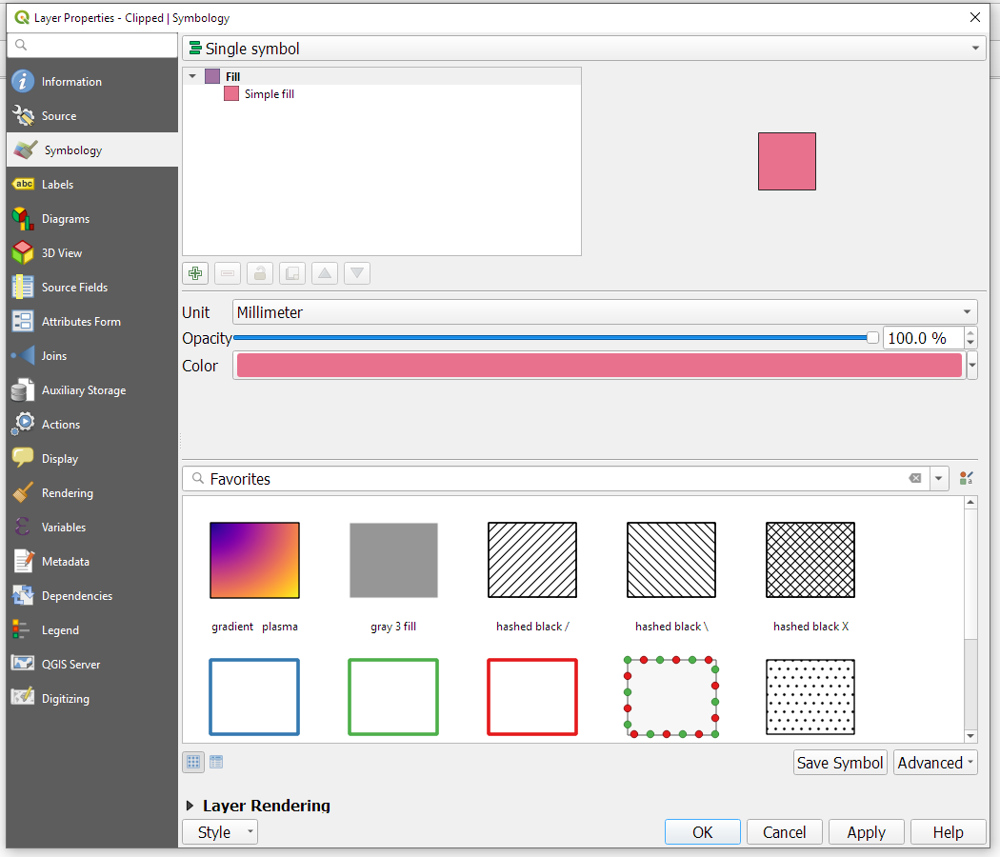 Layer Properties - Clipped | Symbology
Single symbol
Information
Source
Symbology
abc Labels
Diagrams
3D View
Source Fields
Attributes Form
Joins
Auxiliary Storage
Actions
Display
Rendering
Variables
Metadata
Dependencies
Legend
QGIS Server
Digitizing
Fill
Simple fill
Unit Millimeter
Opacity 100.0 %
Color
Favorites
gradient plasma
gray 3 fill
hashed black /
hashed black \
hashed black X
Save Symbol
Advanced
Layer Rendering
Style
OK
Cancel
Apply
Help